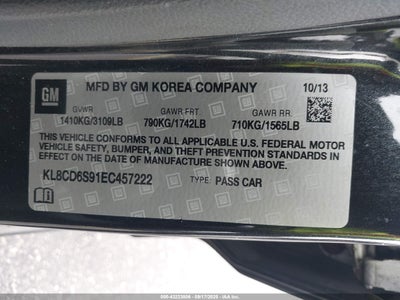 GM
MFD BY GM KOREA COMPANY 10/13
GVWR GAWR FRT. GAWR RR.
1410KG/3109LB 790KG/1742LB 710KG/1565LB
THIS VEHICLE CONFORMS TO ALL APPLICABLE U.S. FEDERAL MOTOR
VEHICLE SAFETY, BUMPER, AND THEFT PREVENTION STANDARDS IN
EFFECT ON THE DATE OF MANUFACTURE SHOWN ABOVE.
KL8CD6S91EC457222 TYPE: PASS CAR